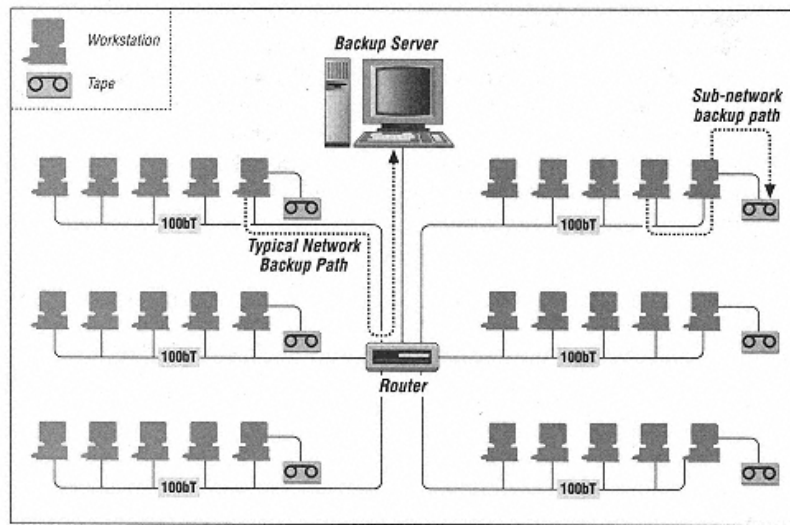 Workstation
Tape
Backup Server
Sub-network
backup path
100bT
100bT
Typical Network
Backup Path
100bT
100bT
Router
100bT
100bT